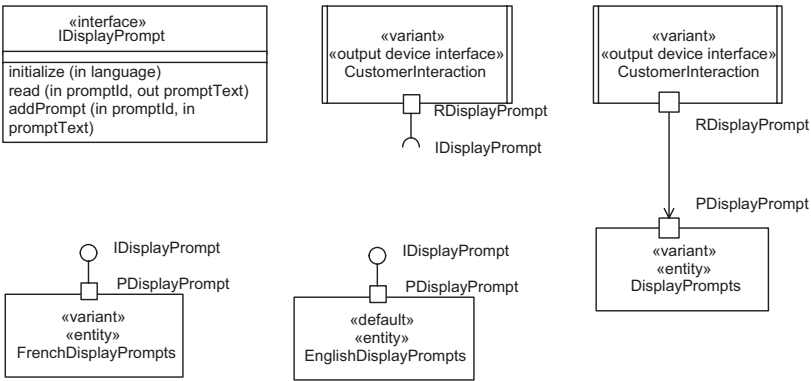 «interface»
IDisplayPrompt
initialize (in language)
read (in promptId, out promptText)
addPrompt (in promptId, in
promptText)
«variant»
«output device interface»
CustomerInteraction
RDisplayPrompt
IDisplayPrompt
«variant»
«output device interface»
CustomerInteraction
RDisplayPrompt
PDisplayPrompt
«variant»
«entity»
DisplayPrompts
IDisplayPrompt
PDisplayPrompt
«variant»
«entity»
FrenchDisplayPrompts
IDisplayPrompt
PDisplayPrompt
«default»
«entity»
EnglishDisplayPrompts